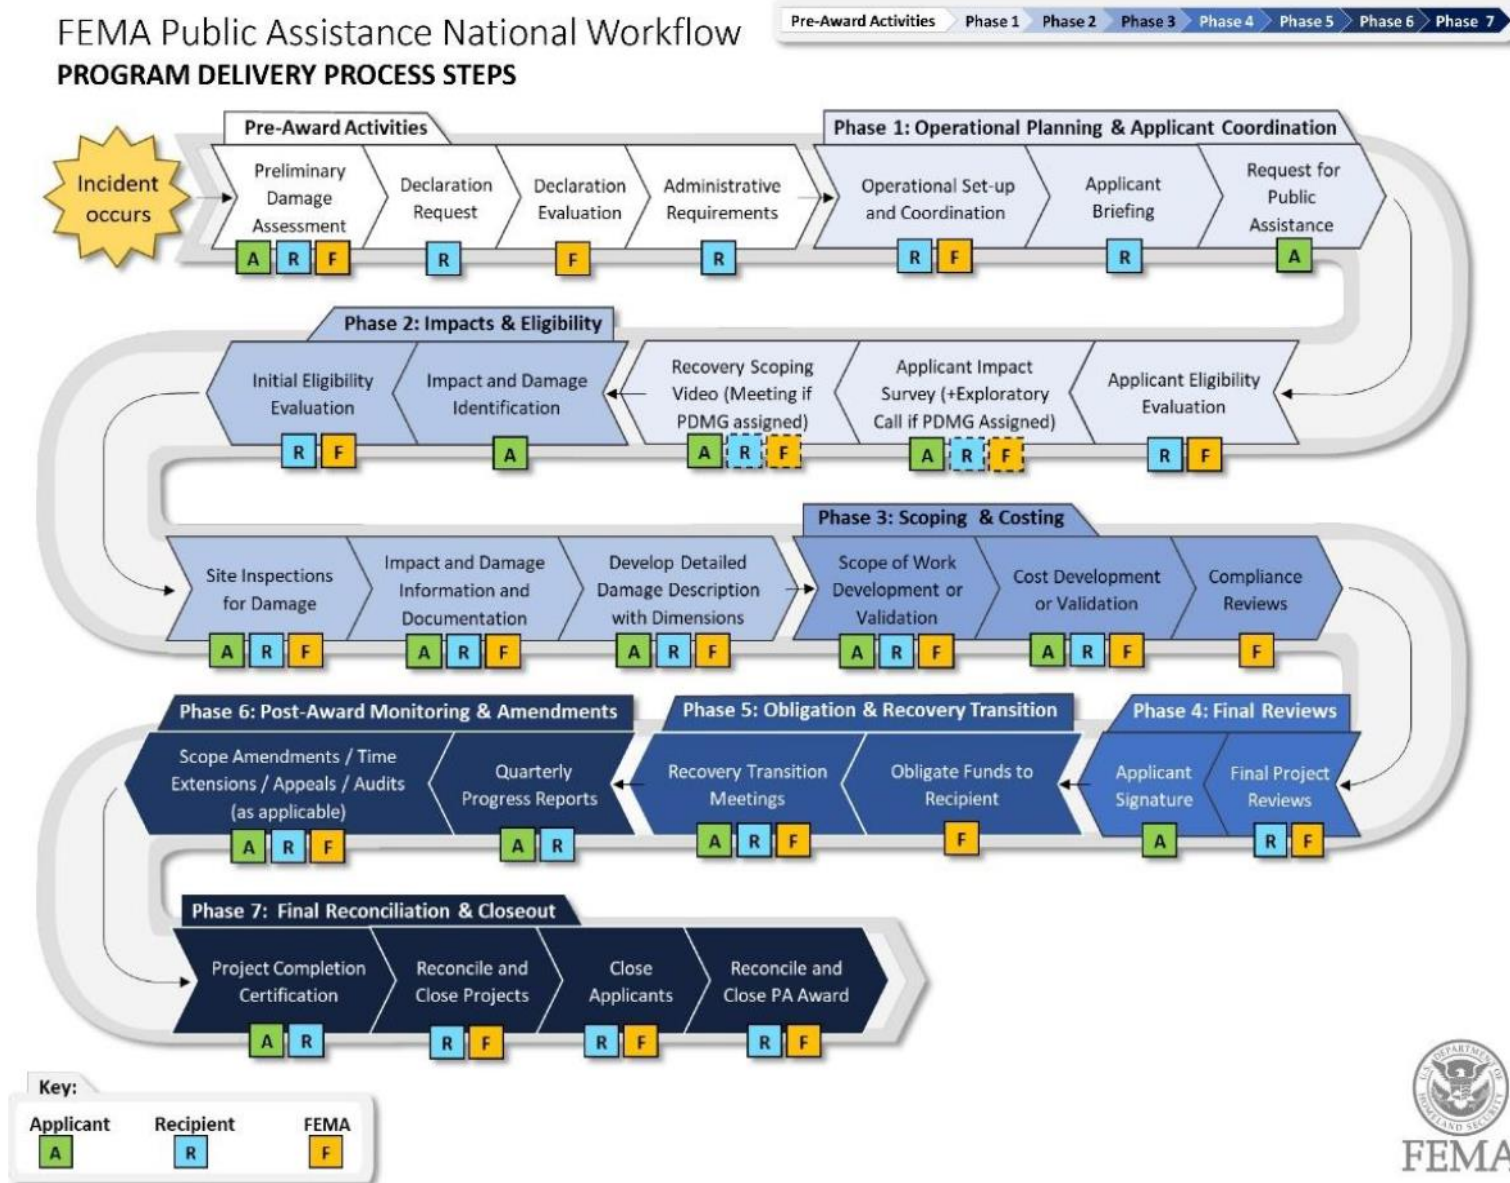 FEMA Public Assistance National Workflow
PROGRAM DELIVERY PROCESS STEPS
Pre-Award Activities Phase 1 Phase 2 Phase 3 Phase 4 Phase 5 Phase 6 Phase 7
Incident
occurs
Pre-Award Activities
Preliminary
Damage
Assessment
A R F
Declaration
Request
R
Declaration
Evaluation
F
Administrative
Requirements
R
Phase 1: Operational Planning & Applicant Coordination
Operational Set-up
and Coordination
R F
Applicant
Briefing
R
Request for
Public
Assistance
A
Applicant Eligibility
Evaluation
R F
Applicant Impact
Survey (+Exploratory
Call if PDMG Assigned)
A R F
Recovery Scoping
Video (Meeting if
PDMG assigned)
A R F
Phase 2: Impacts & Eligibility
Impact and Damage
Identification
A
Initial Eligibility
Evaluation
R F
Site Inspections
for Damage
A R F
Impact and Damage
Information and
Documentation
A R F
Develop Detailed
Damage Description
with Dimensions
A R F
Phase 3: Scoping & Costing
Scope of Work
Development or
Validation
A R F
Cost Development
or Validation
A R F
Compliance
Reviews
F
Phase 4: Final Reviews
Final Project
Reviews
R F
Applicant
Signature
A
Phase 5: Obligation & Recovery Transition
Obligate Funds to
Recipient
F
Recovery Transition
Meetings
A R F
Phase 6: Post-Award Monitoring & Amendments
Quarterly
Progress Reports
A R
Scope Amendments / Time
Extensions / Appeals / Audits
(as applicable)
A R F
Phase 7: Final Reconciliation & Closeout
Project Completion
Certification
A R
Reconcile and
Close Projects
R F
Close
Applicants
R F
Reconcile and
Close PA Award
R F
Key:
Applicant
A
Recipient
R
FEMA
F
U.S. DEPARTMENT OF
HOMELAND SECURITY
FEMA